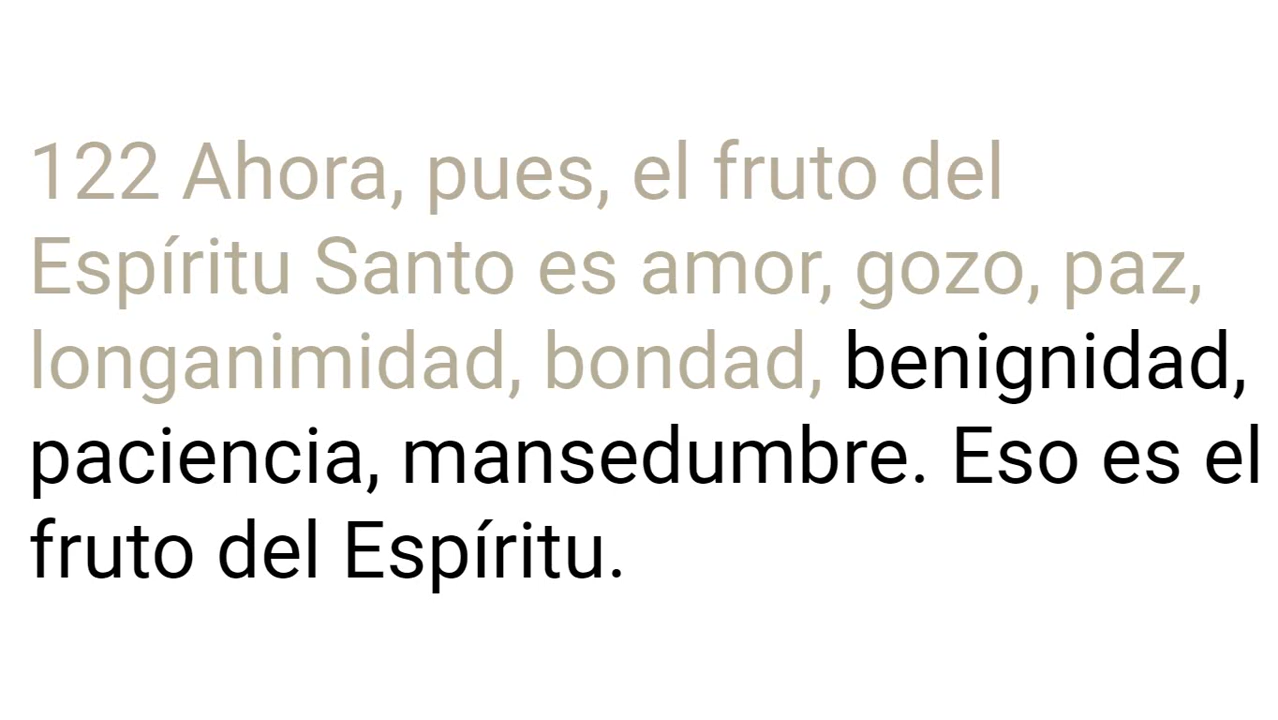 122 Ahora, pues, el fruto del
Espíritu Santo es amor, gozo, paz,
longanimidad, bondad, benignidad,
paciencia, mansedumbre. Eso es el
fruto del Espíritu.